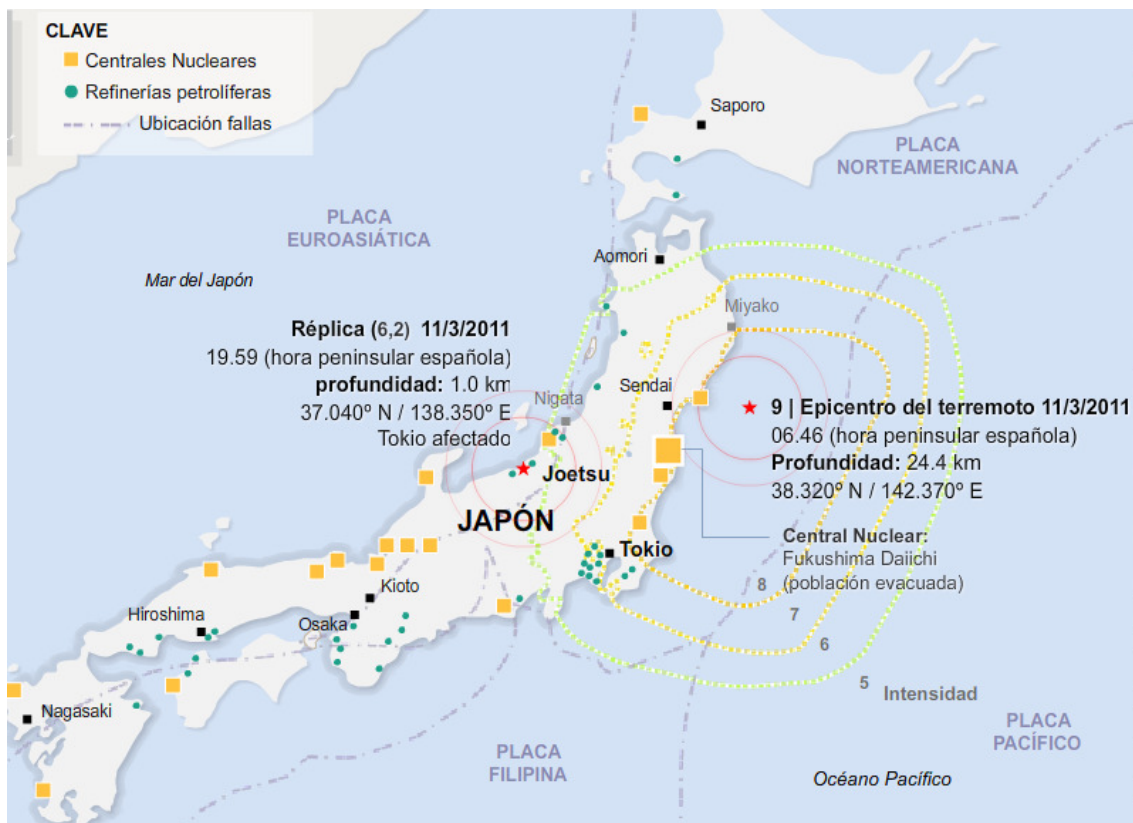 CLAVE
Centrales Nucleares
Refinerías petrolíferas
Ubicación fallas
Saporo
PLACA
NORTEAMERICANA
PLACA
EUROASIÁTICA
Mar del Japón
Aomori
Miyako
Réplica (6,2) 11/3/2011
19.59 (hora peninsular española)
profundidad: 1.0 km
37.040º N / 138.350º E
Tokio afectado
Nigata
Sendai
9 | Epicentro del terremoto 11/3/2011
06.46 (hora peninsular española)
Profundidad: 24.4 km
38.320º N / 142.370º E
Joetsu
JAPÓN
Tokio
Central Nuclear:
Fukushima Daiichi
(población evacuada)
Kioto
Hiroshima
Osaka
8
7
6
5 Intensidad
Nagasaki
PLACA
FILIPINA
PLACA
PACÍFICO
Océano Pacífico